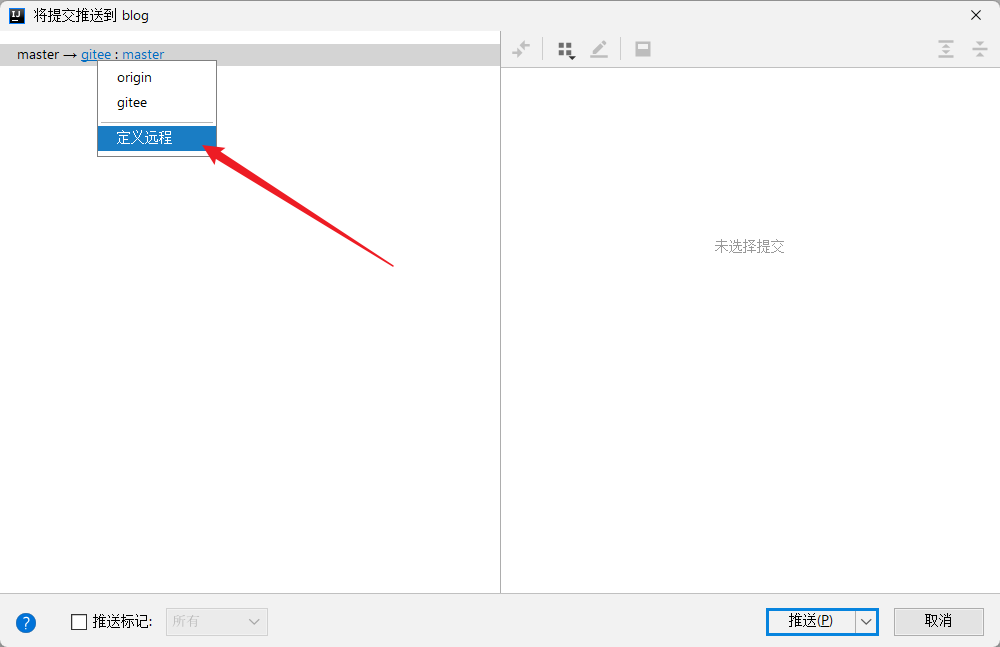 将提交推送到 blog
master → gitee : master
origin
gitee
定义远程
未选择提交
推送标记:
所有
推送(P)
取消